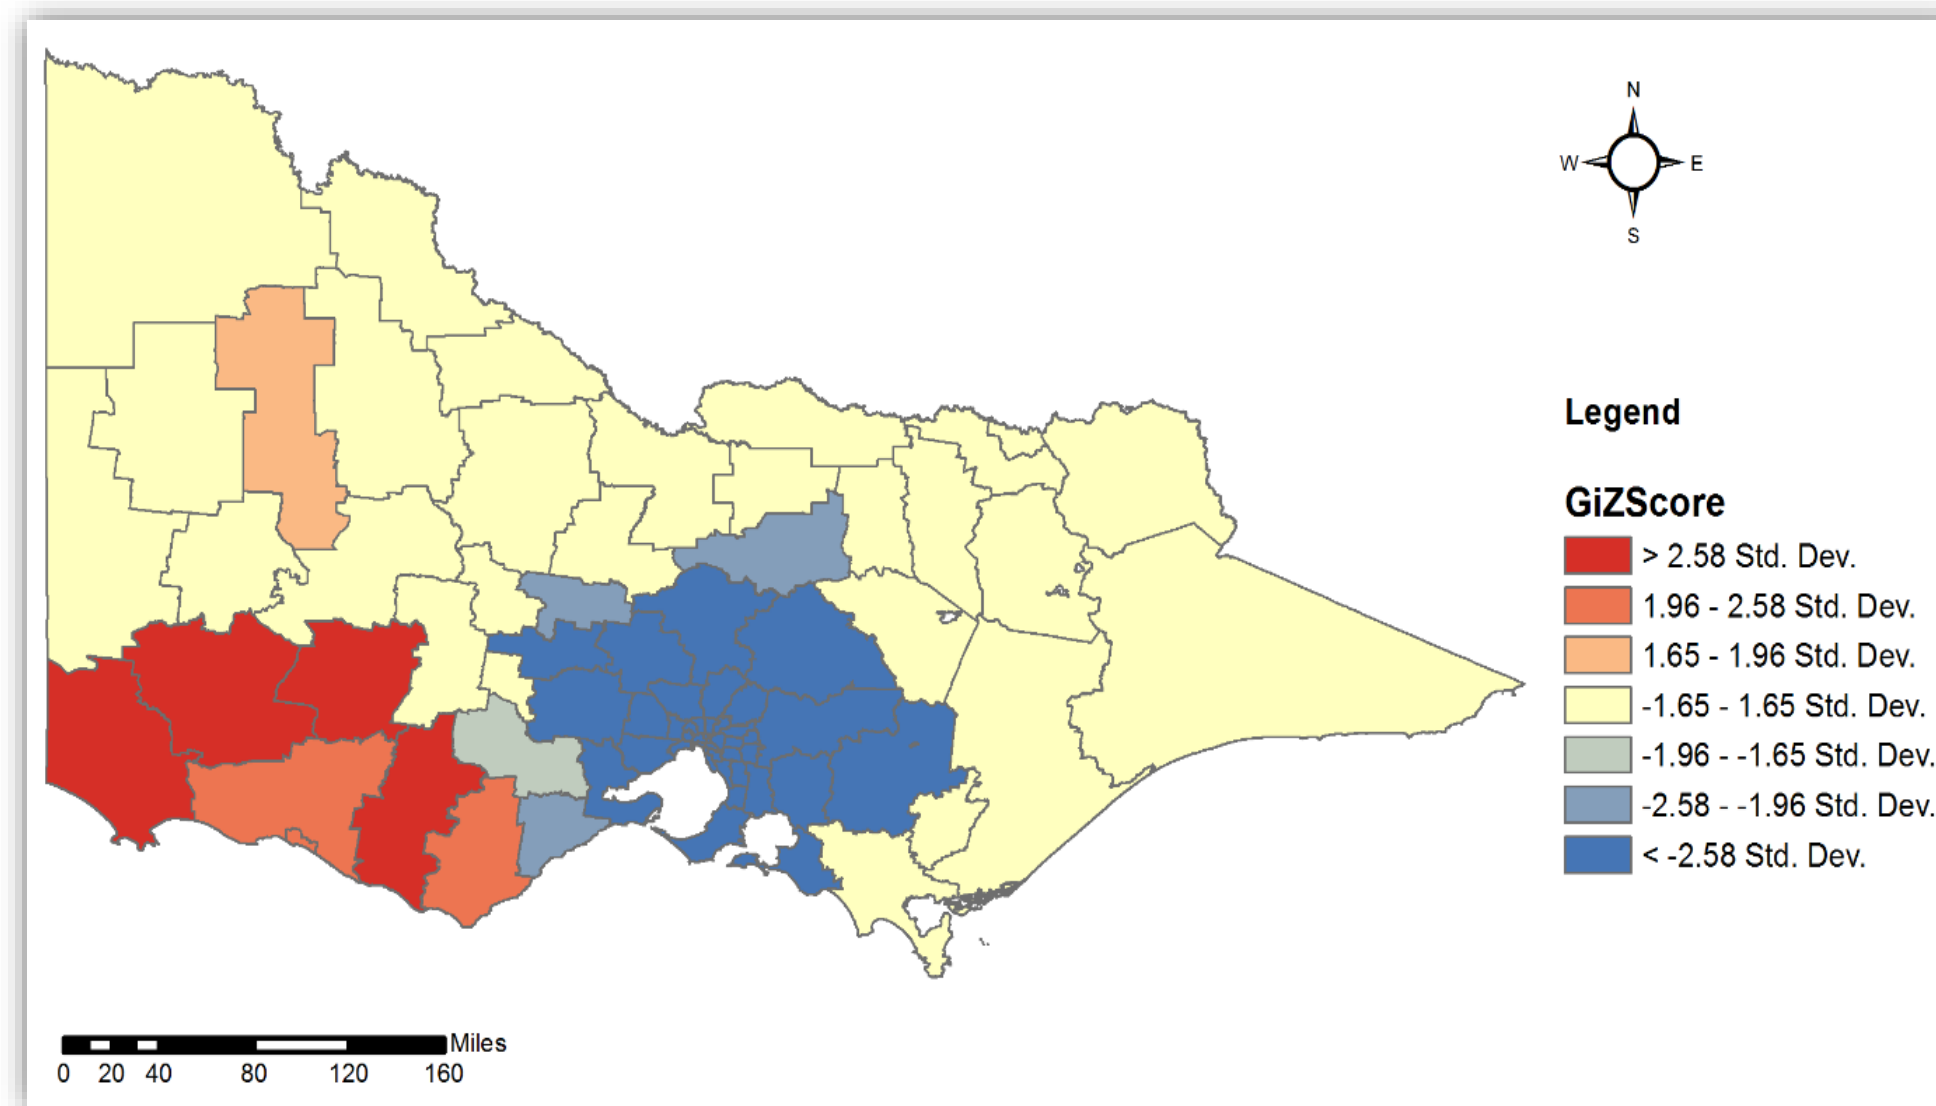 N
W E
S
Legend
GiZScore
> 2.58 Std. Dev.
1.96 - 2.58 Std. Dev.
1.65 - 1.96 Std. Dev.
-1.65 - 1.65 Std. Dev.
-1.96 - -1.65 Std. Dev.
-2.58 - -1.96 Std. Dev.
< -2.58 Std. Dev.
Miles
0 20 40 80 120 160